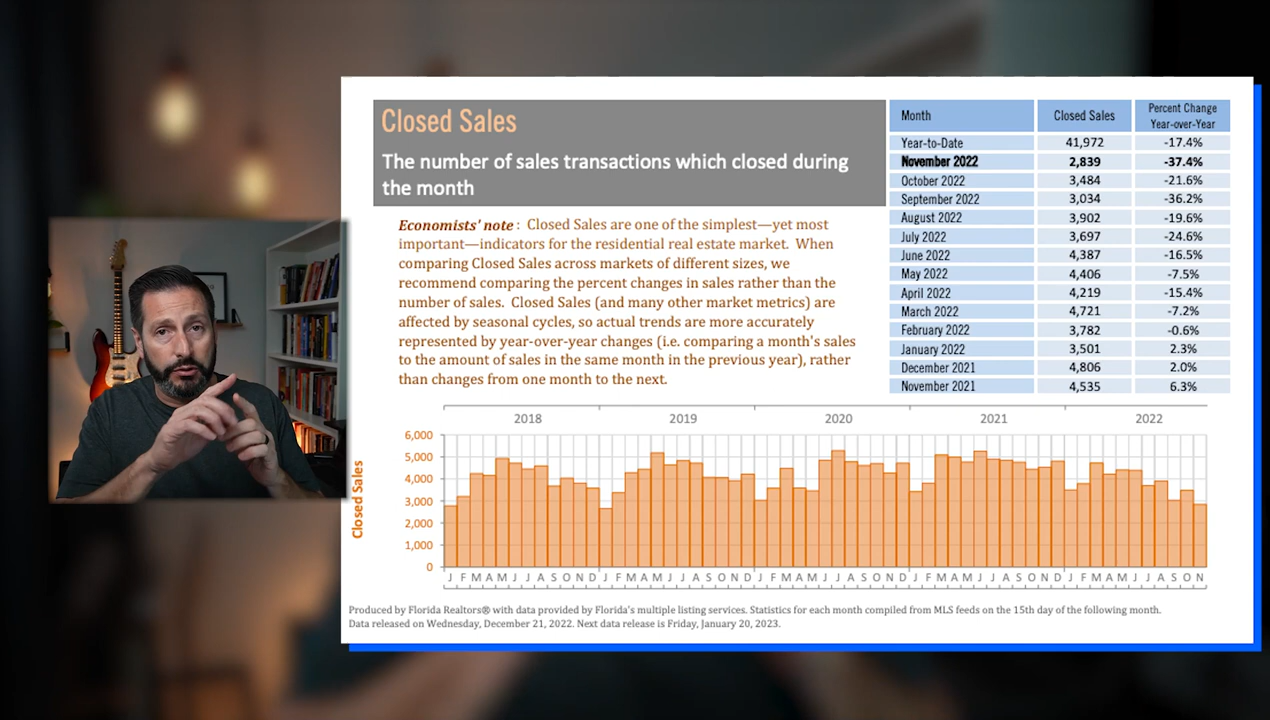 Closed Sales
The number of sales transactions which closed during
the month
Economists' note : Closed Sales are one of the simplest—yet most
important—indicators for the residential real estate market. When
comparing Closed Sales across markets of different sizes, we
recommend comparing the percent changes in sales rather than the
number of sales. Closed Sales (and many other market metrics) are
affected by seasonal cycles, so actual trends are more accurately
represented by year-over-year changes (i.e. comparing a month's sales
to the amount of sales in the same month in the previous year), rather
than changes from one month to the next.
Month Closed Sales Percent Change Year-over-Year
Year-to-Date 41,972 -17.4%
November 2022 2,839 -37.4%
October 2022 3,484 -21.6%
September 2022 3,034 -36.2%
August 2022 3,902 -19.6%
July 2022 3,697 -24.6%
June 2022 4,387 -16.5%
May 2022 4,406 -7.5%
April 2022 4,219 -15.4%
March 2022 4,721 -7.2%
February 2022 3,782 -0.6%
January 2022 3,501 2.3%
December 2021 4,806 2.0%
November 2021 4,535 6.3%
2018 2019 2020 2021 2022
Closed Sales
6,000
5,000
4,000
3,000
2,000
1,000
0
J F M A M J J A S O N D J F M A M J J A S O N D J F M A M J J A S O N D J F M A M J J A S O N D J F M A M J J A S O N
Produced by Florida Realtors® with data provided by Florida's multiple listing services. Statistics for each month compiled from MLS feeds on the 15th day of the following month.
Data released on Wednesday, December 21, 2022. Next data release is Friday, January 20, 2023.